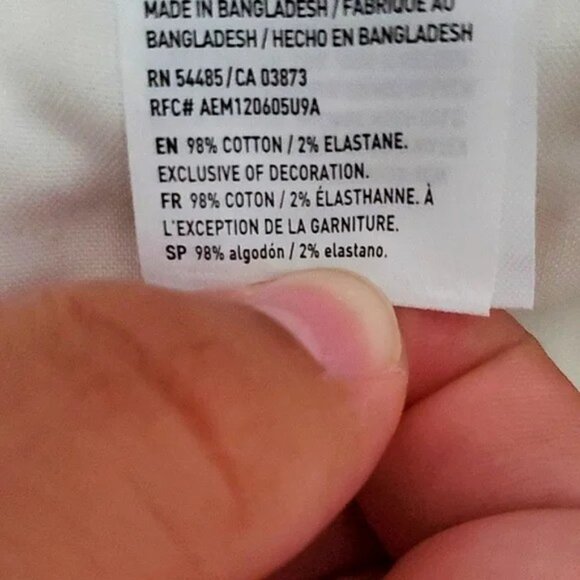 MADE IN BANGLADESH / FABRIQUÉ AU
BANGLADESH / HECHO EN BANGLADESH
RN 54485/CA 03873
RFC# AEM120605U9A
EN 98% COTTON / 2% ELASTANE.
EXCLUSIVE OF DECORATION.
FR 98% COTON / 2% ÉLASTHANNE. À
L'EXCEPTION DE LA GARNITURE.
SP 98% algodón / 2% elastano.